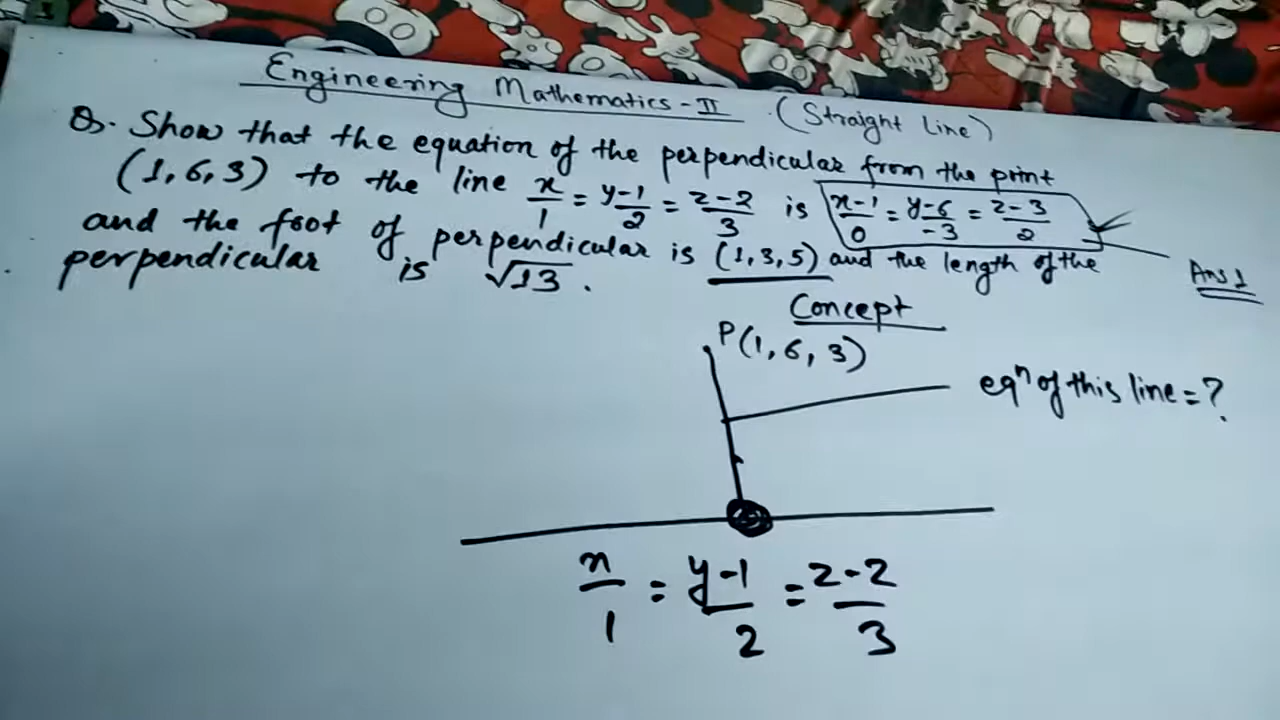 Engineering Mathematics-II (Straight Line)
Q. Show that the equation of the perpendicular from the print
(1,6,3) to the line x/1 = y-1/2 = z-2/3 is x-1/0 = y-6/-3 = z-3/2
and the foot of perpendicular is (1,3,5) and the length of the
perpendicular is √13.
Ans 1
Concept
P(1,6,3)
eqⁿ of this line = ?
x/1 = y-1/2 = z-2/3